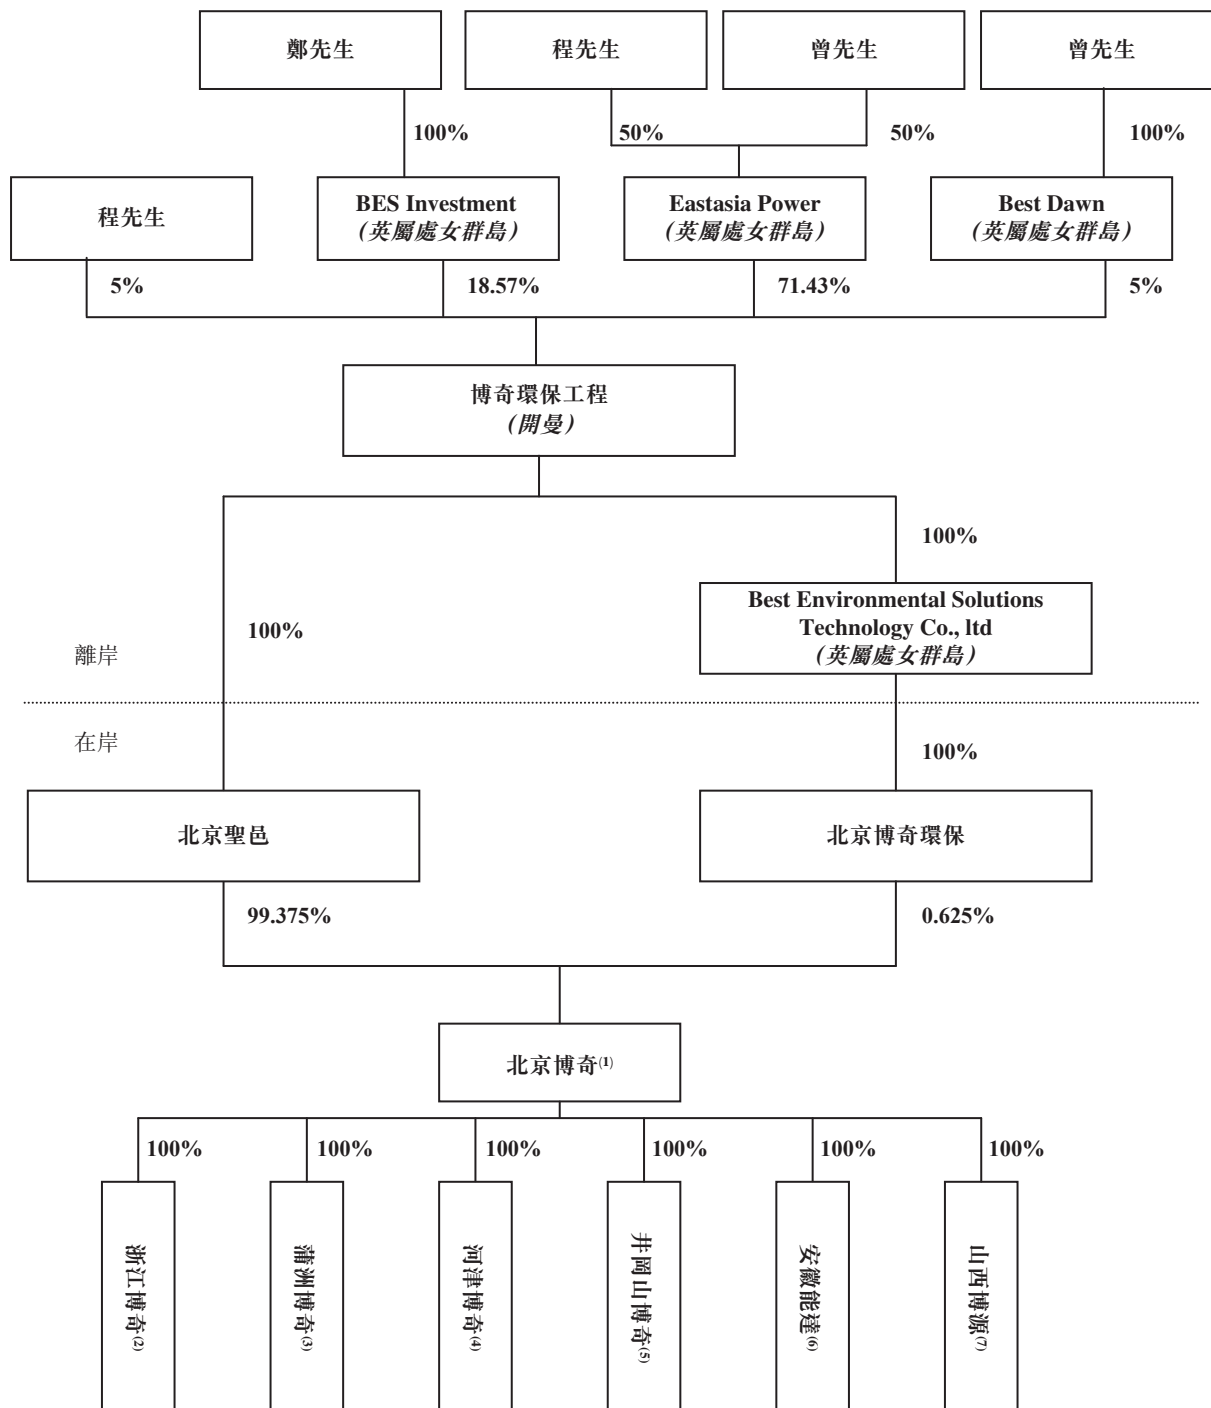 鄭先生
程先生
曾先生
曾先生
100%
50%
50%
100%
程先生
BES Investment
(英屬處女群島)
Eastasia Power
(英屬處女群島)
Best Dawn
(英屬處女群島)
5%
18.57%
71.43%
5%
博奇環保工程
(開曼)
100%
100%
Best Environmental Solutions
Technology Co., ltd
(英屬處女群島)
離岸
在岸
100%
北京聖邑
北京博奇環保
99.375%
0.625%
北京博奇(1)
100%
100%
100%
100%
100%
100%
浙江博奇(2)
蒲洲博奇(3)
河津博奇(4)
井岡山博奇(5)
安徽能達(6)
山西博源(7)